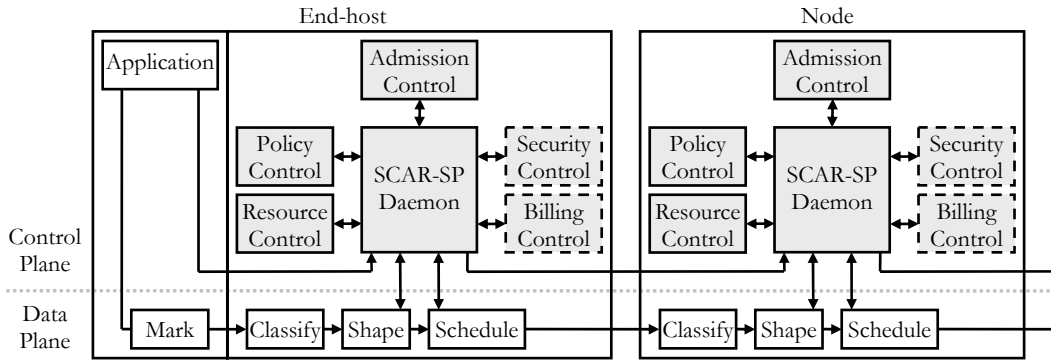 End-host
Node
Application
Admission
Control
Admission
Control
Policy
Control
SCAR-SP
Daemon
Security
Control
Policy
Control
SCAR-SP
Daemon
Security
Control
Resource
Control
Billing
Control
Resource
Control
Billing
Control
Control
Plane
Data
Plane
Mark
Classify
Shape
Schedule
Classify
Shape
Schedule